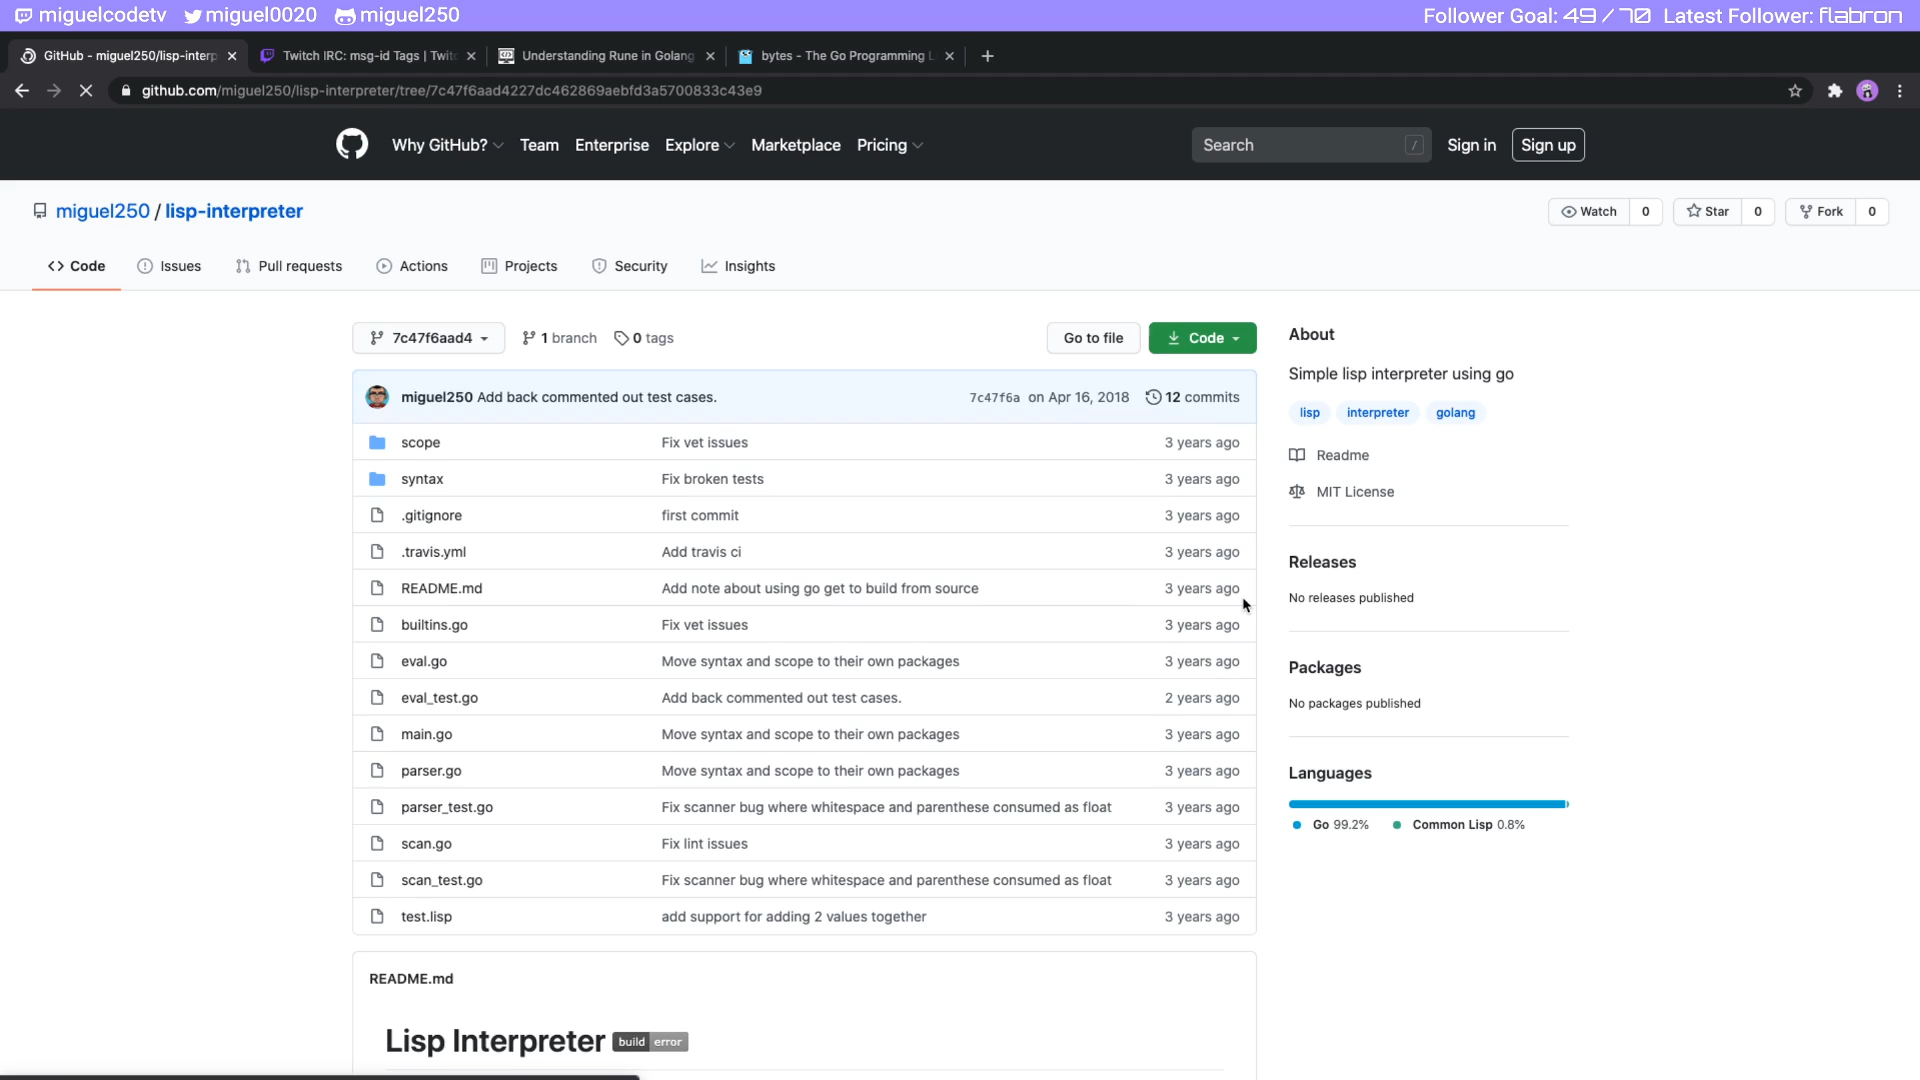 miguelcodetv miguel0020 miguel250 Follower Goal: 49 / 70 Latest Follower: flabron
GitHub - miguel250/lisp-interp Twitch IRC: msg-id Tags | Twitc Understanding Rune in Golang bytes - The Go Programming L
github.com/miguel250/lisp-interpreter/tree/7c47f6aad4227dc462869aebfd3a5700833c43e9
Why GitHub? Team Enterprise Explore Marketplace Pricing Search / Sign in Sign up
miguel250 / lisp-interpreter Watch 0 Star 0 Fork 0
Code Issues Pull requests Actions Projects Security Insights
7c47f6aad4 1 branch 0 tags Go to file Code
miguel250 Add back commented out test cases. 7c47f6a on Apr 16, 2018 12 commits
scope Fix vet issues 3 years ago
syntax Fix broken tests 3 years ago
.gitignore first commit 3 years ago
.travis.yml Add travis ci 3 years ago
README.md Add note about using go get to build from source 3 years ago
builtins.go Fix vet issues 3 years ago
eval.go Move syntax and scope to their own packages 3 years ago
eval_test.go Add back commented out test cases. 2 years ago
main.go Move syntax and scope to their own packages 3 years ago
parser.go Move syntax and scope to their own packages 3 years ago
parser_test.go Fix scanner bug where whitespace and parenthese consumed as float 3 years ago
scan.go Fix lint issues 3 years ago
scan_test.go Fix scanner bug where whitespace and parenthese consumed as float 3 years ago
test.lisp add support for adding 2 values together 3 years ago
README.md
Lisp Interpreter build error
About
Simple lisp interpreter using go
lisp interpreter golang
Readme
MIT License
Releases
No releases published
Packages
No packages published
Languages
Go 99.2% Common Lisp 0.8%